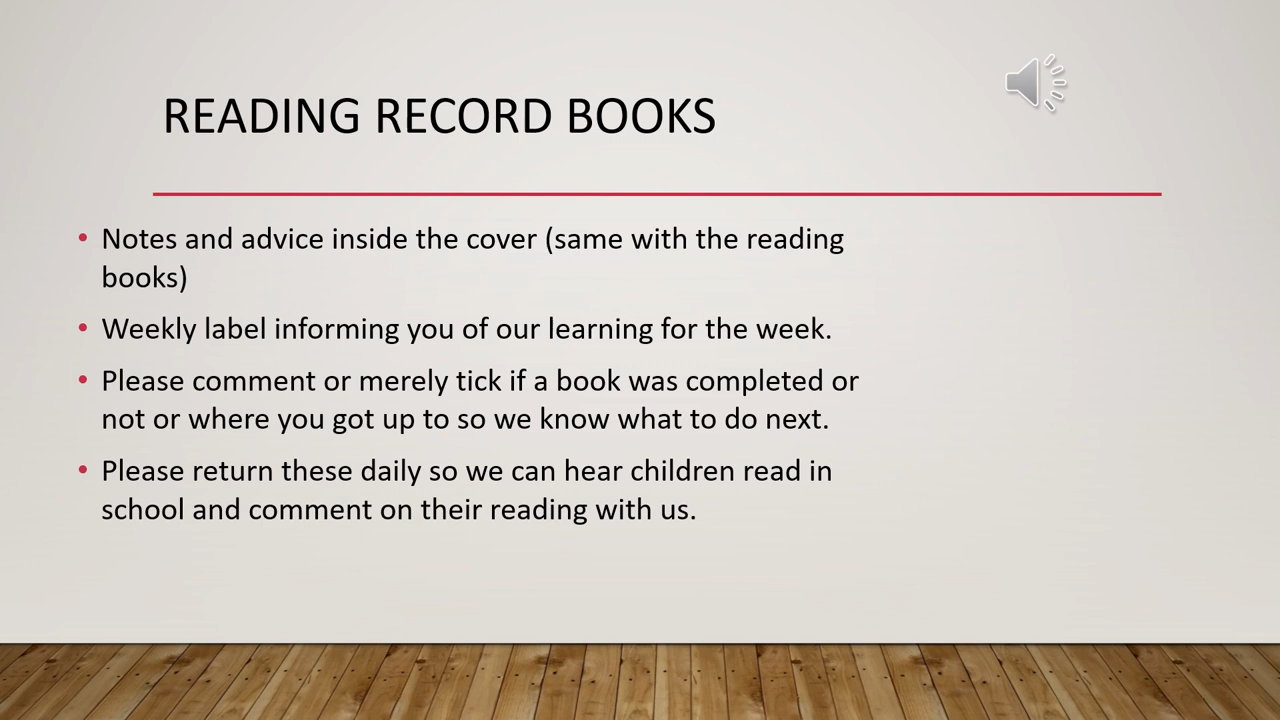 READING RECORD BOOKS
• Notes and advice inside the cover (same with the reading
books)
• Weekly label informing you of our learning for the week.
• Please comment or merely tick if a book was completed or
not or where you got up to so we know what to do next.
• Please return these daily so we can hear children read in
school and comment on their reading with us.